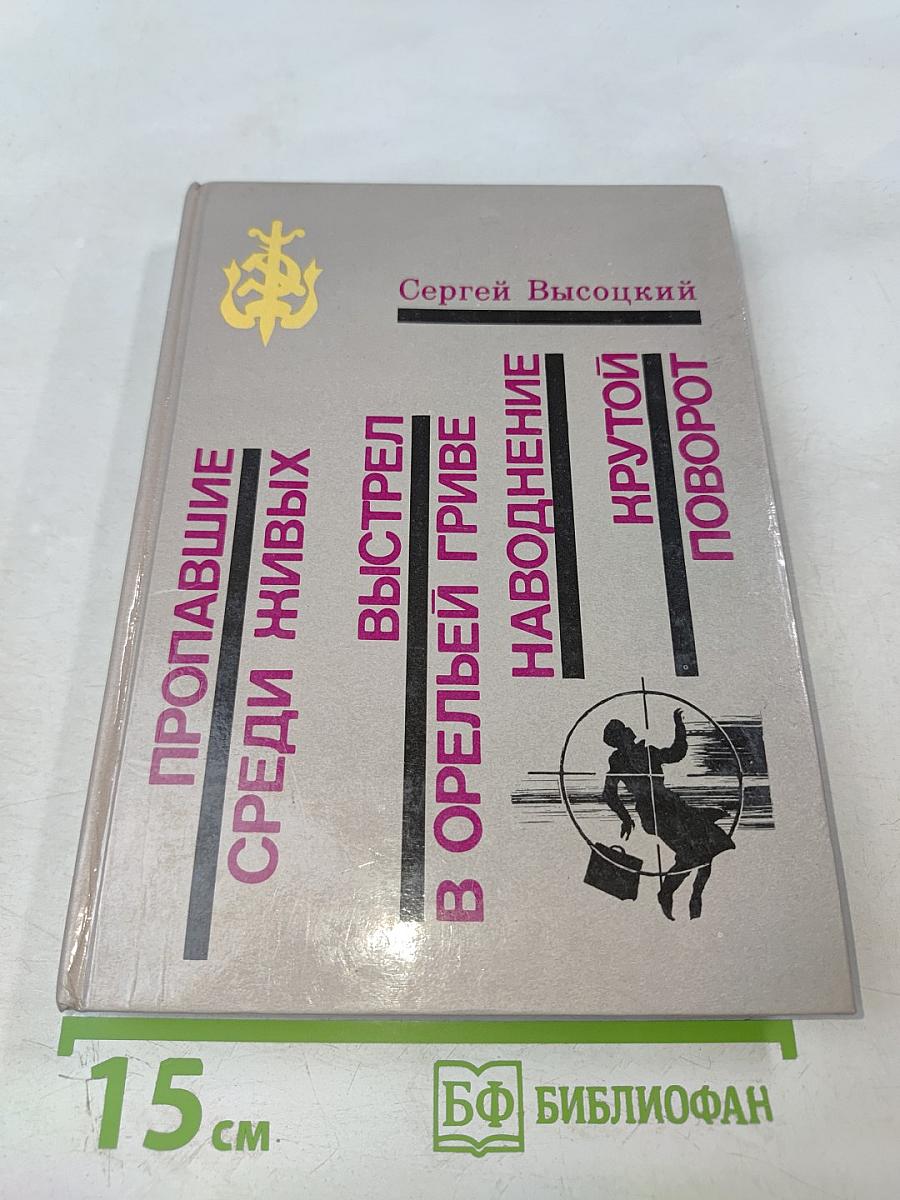 Сергей Высоцкий
ПРОПАВШИЕ
СРЕДИ ЖИВЫХ
ВЫСТРЕЛ
В ОРЕЛЬЕЙ ГРИВЕ
НАВОДНЕНИЕ
КРУТОЙ
ПОВОРОТ
15 см
БФ БИБЛИОФАН